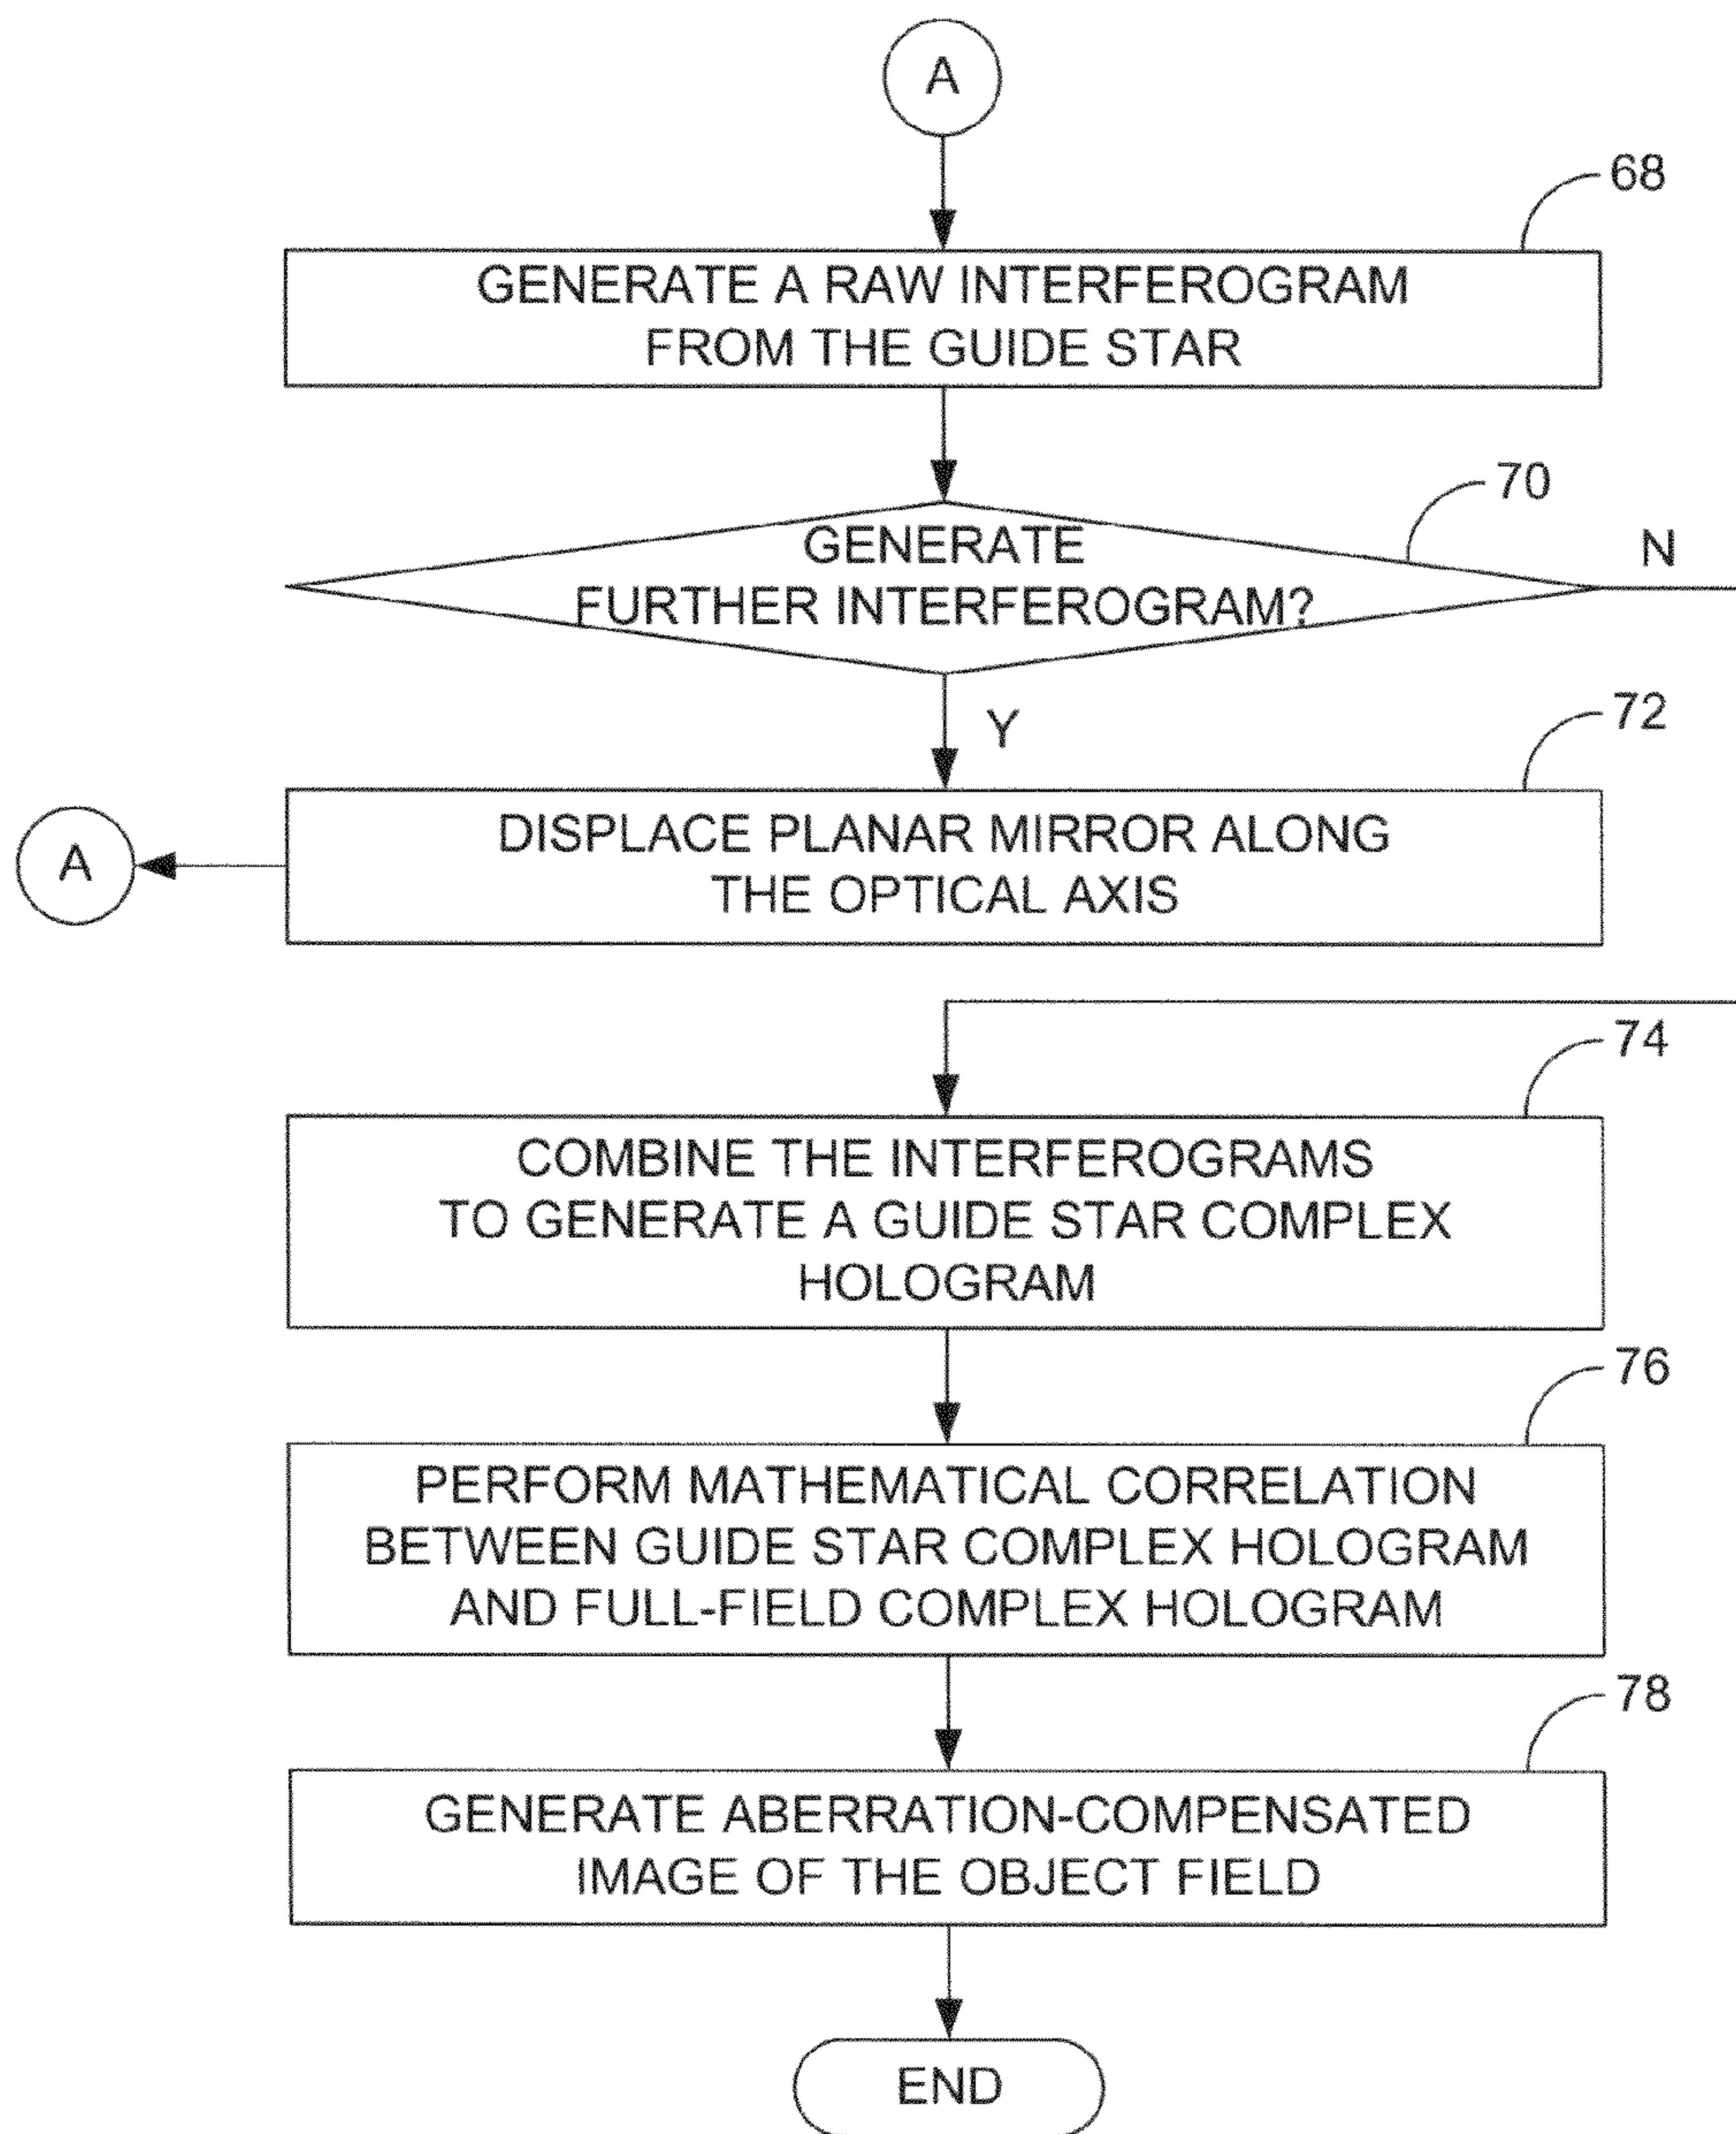 A
68
GENERATE A RAW INTERFEROGRAM
FROM THE GUIDE STAR
70
GENERATE
FURTHER INTERFEROGRAM?
N
Y
72
DISPLACE PLANAR MIRROR ALONG
THE OPTICAL AXIS
A
74
COMBINE THE INTERFEROGRAMS
TO GENERATE A GUIDE STAR COMPLEX
HOLOGRAM
76
PERFORM MATHEMATICAL CORRELATION
BETWEEN GUIDE STAR COMPLEX HOLOGRAM
AND FULL-FIELD COMPLEX HOLOGRAM
78
GENERATE ABERRATION-COMPENSATED
IMAGE OF THE OBJECT FIELD
END